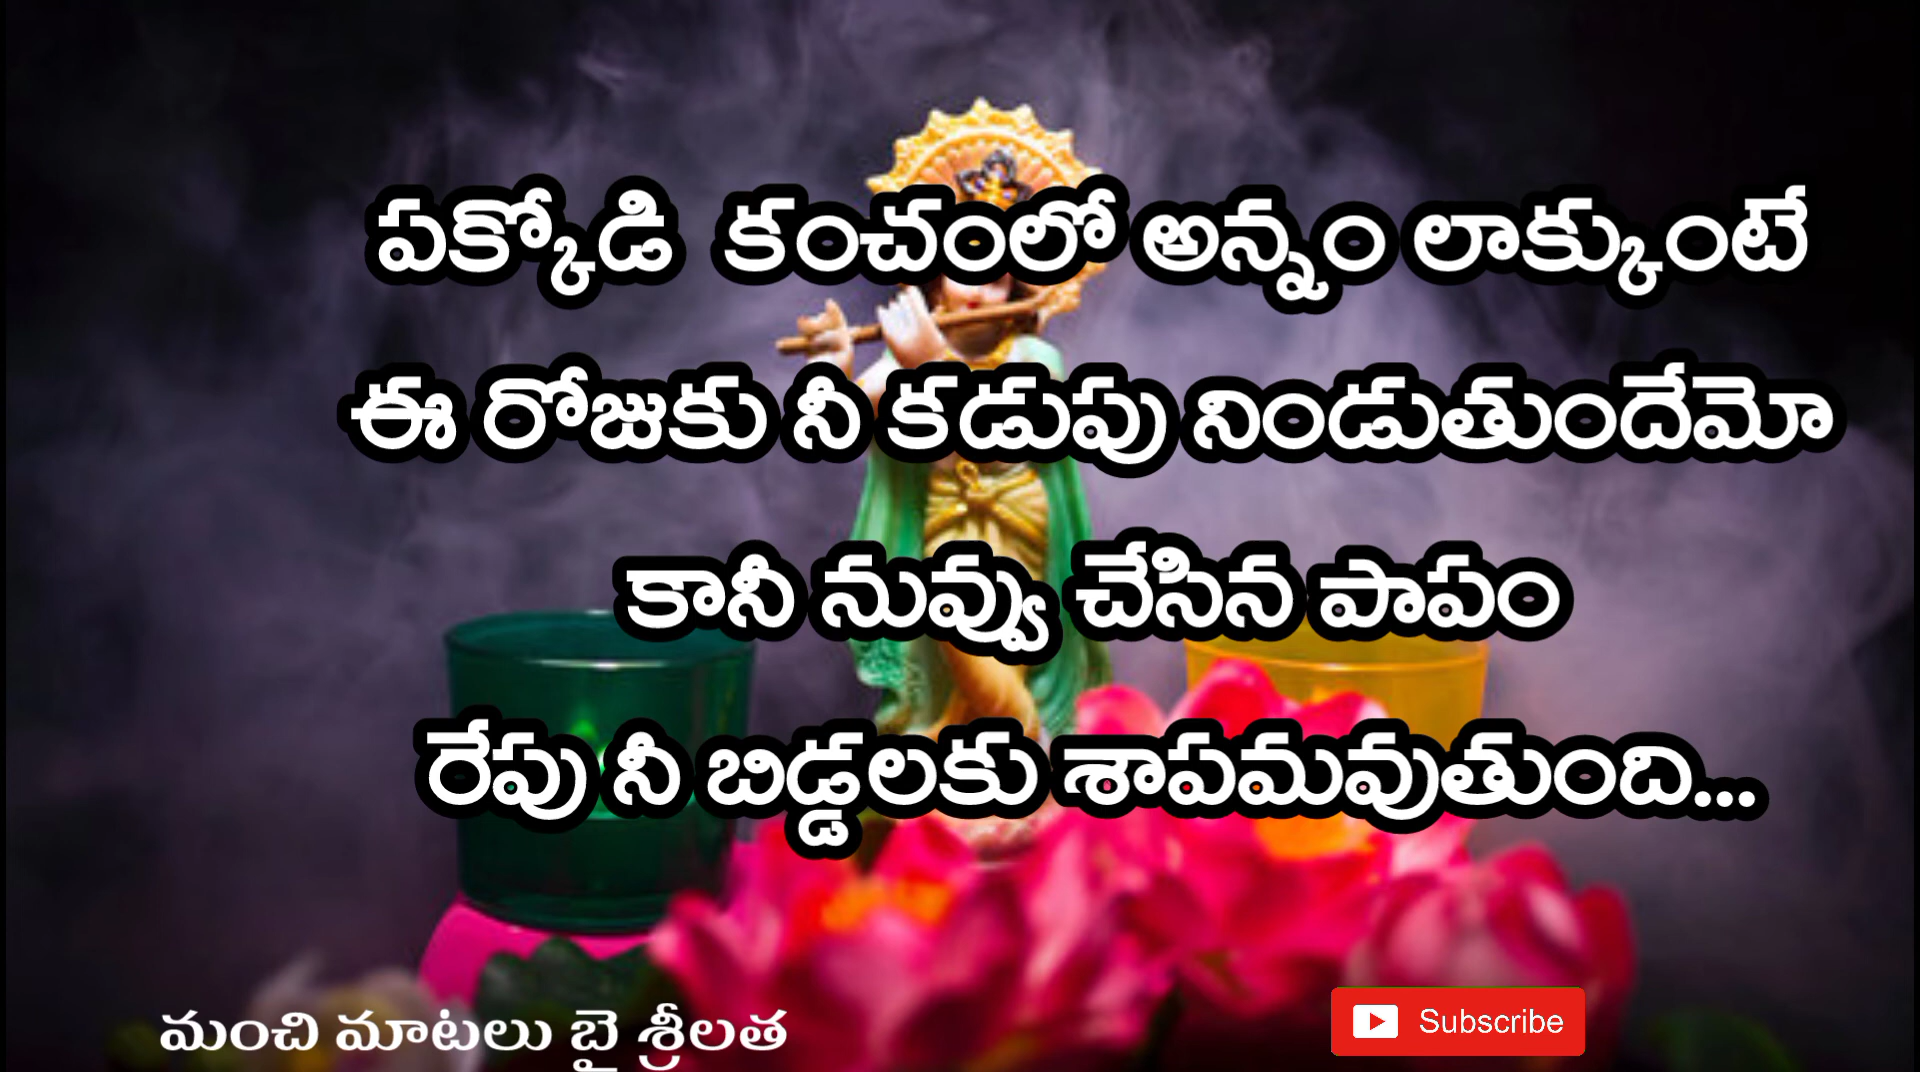 పక్కోడి కంచంలో అన్నం లాక్కుంటే
ఈ రోజుకు నీ కడుపు నిండుతుందేమో
కానీ నువ్వు చేసిన పాపం
రేపు నీ బిడ్డలకు శాపమవుతుంది...
మంచి మాటలు బై శ్రీలత
Subscribe